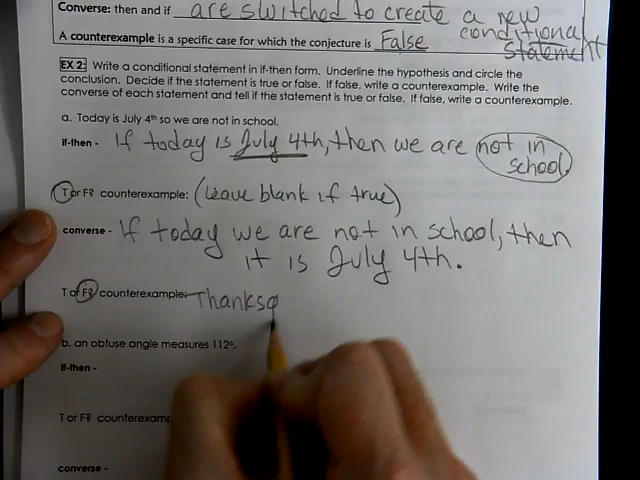 Converse: then and if are switched to create a new
conditional
statement
A counterexample is a specific case for which the conjecture is False
EX 2: Write a conditional statement in if-then form. Underline the hypothesis and circle the
conclusion. Decide if the statement is true or false. If false, write a counterexample. Write the
converse of each statement and tell if the statement is true or false. If false, write a counterexample.
a. Today is July 4th so we are not in school.
if-then - If today is July 4th, then we are not in
school.
T or F? counterexample: (leave blank if true)
converse - If today we are not in school, then
it is July 4th.
T or F? counterexample: Thanksg
b. an obtuse angle measures 112°.
if-then -
T or F? counterexamp
converse -